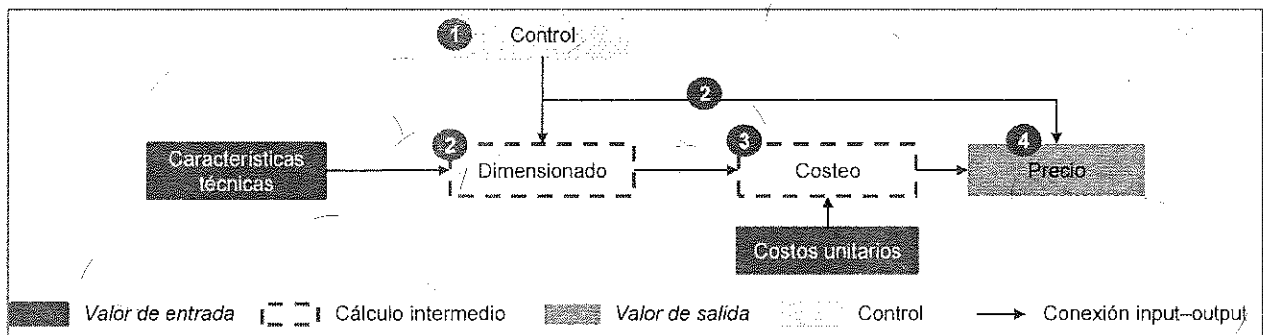 1 Control
2
Características
técnicas
2 Dimensionado
3 Costeo
4 Precio
Costos unitarios
Valor de entrada Cálculo intermedio Valor de salida Control Conexión input–output